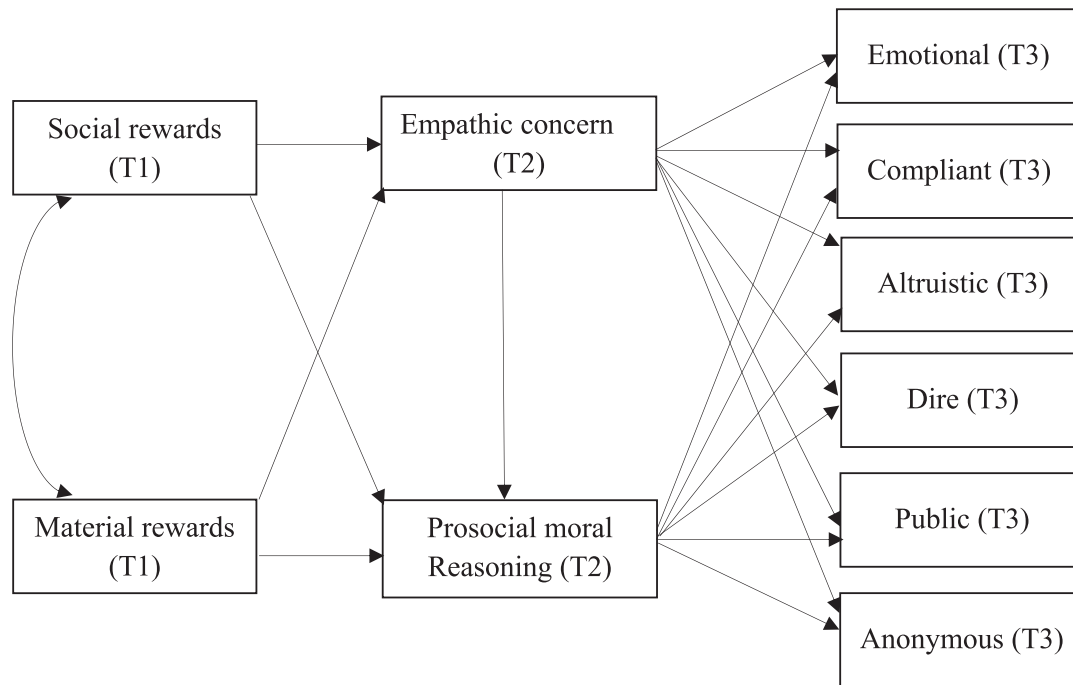 Social rewards
(T1)
Material rewards
(T1)
Empathic concern
(T2)
Prosocial moral
Reasoning (T2)
Emotional (T3)
Compliant (T3)
Altruistic (T3)
Dire (T3)
Public (T3)
Anonymous (T3)